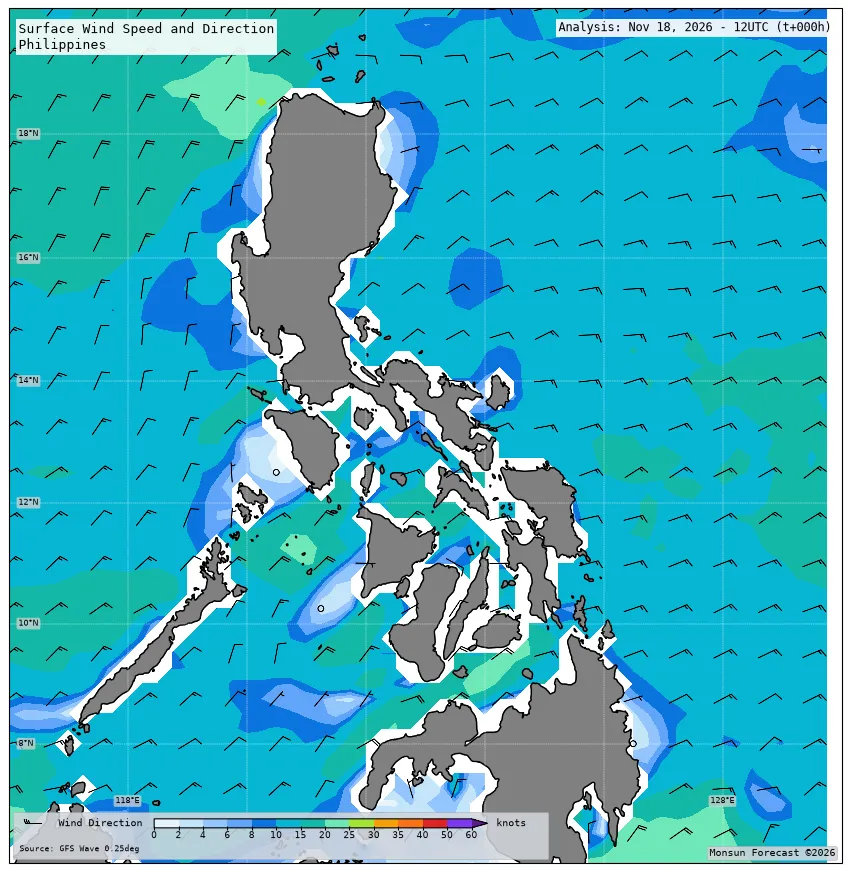 Surface Wind Speed and Direction
Philippines
Analysis: Nov 18, 2026 - 12UTC (t+000h)
18°N
16°N
14°N
12°N
10°N
8°N
118°E
128°E
Wind Direction
0 2 4 6 8 10 15 20 25 30 35 40 50 60 knots
Source: GFS Wave 0.25deg
Monsun Forecast ©2026